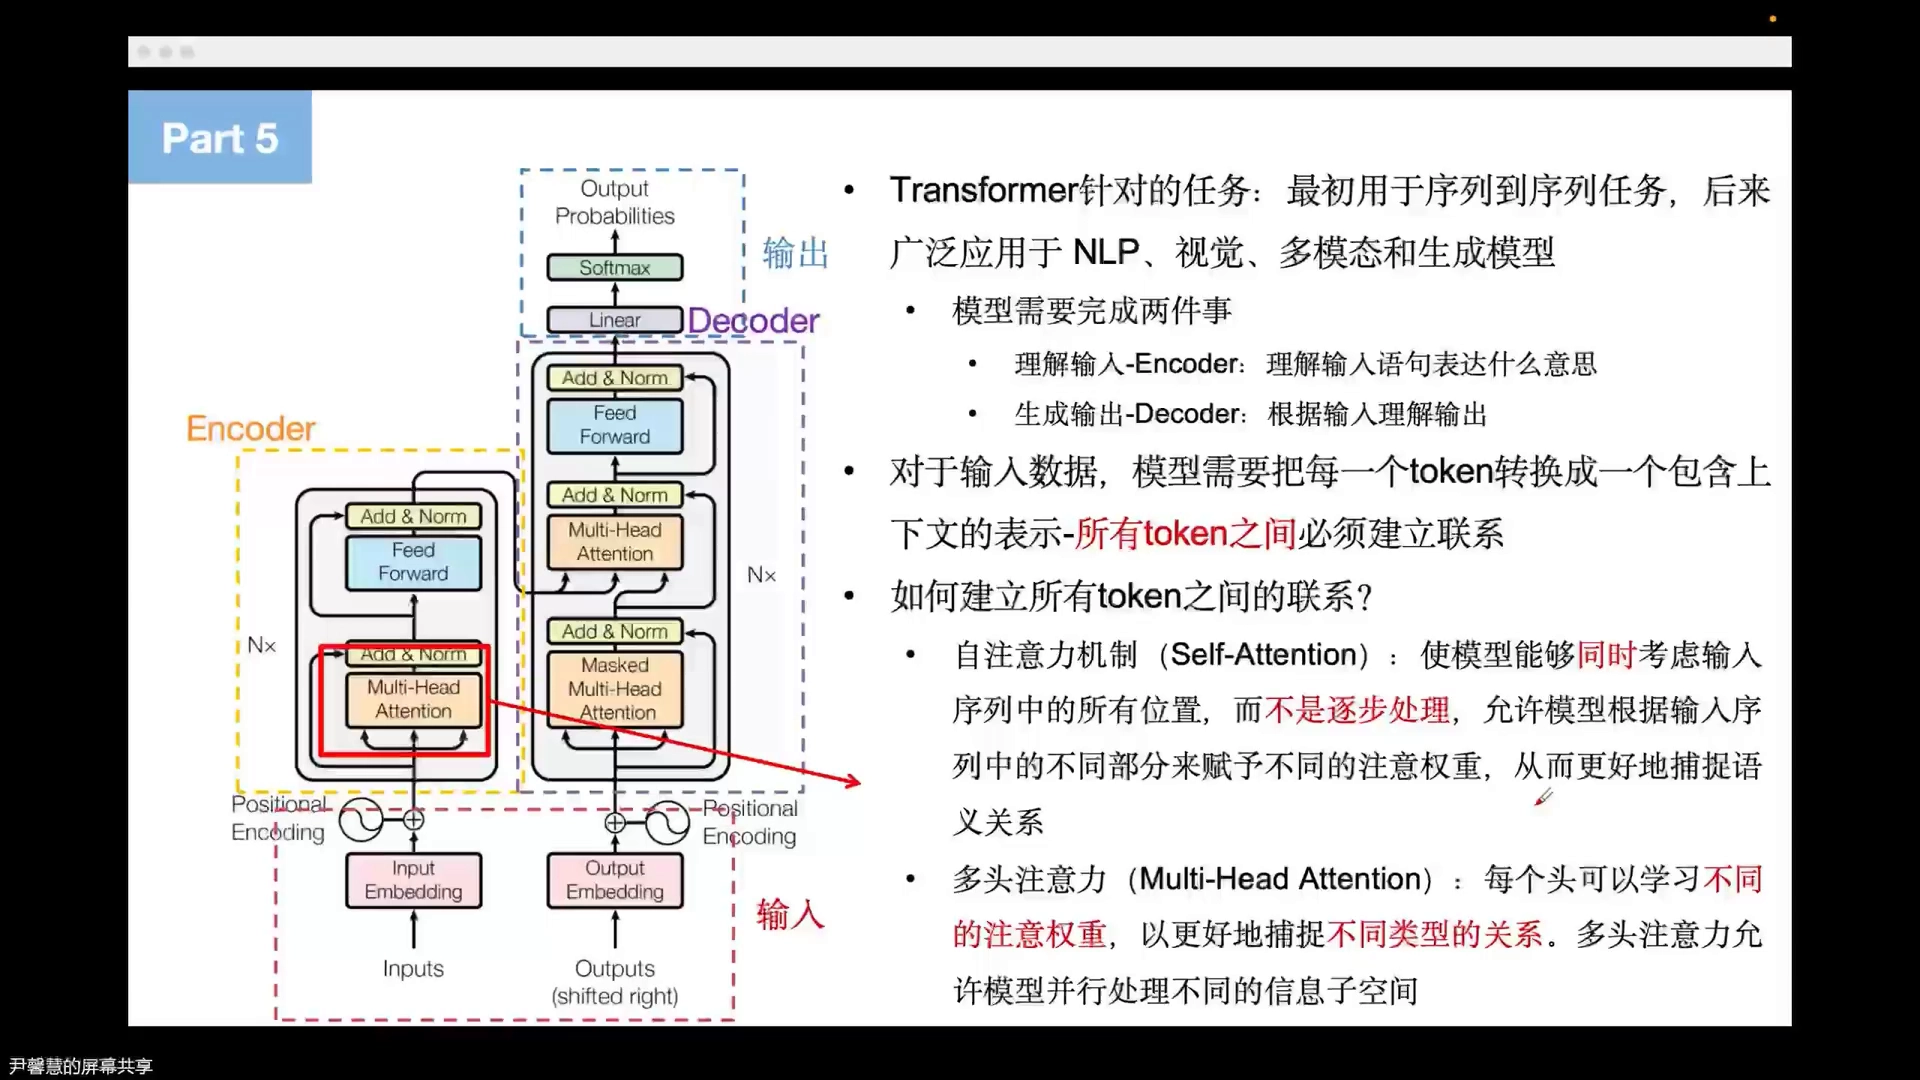 Part 5
Output
Probabilities
Softmax
输出
Linear
Decoder
Add & Norm
Feed
Forward
Add & Norm
Multi-Head
Attention
Nx
Add & Norm
Masked
Multi-Head
Attention
Encoder
Add & Norm
Feed
Forward
Nx
Add & Norm
Multi-Head
Attention
Positional
Encoding
Positional
Encoding
Input
Embedding
Output
Embedding
输入
Inputs
Outputs
(shifted right)
• Transformer针对的任务：最初用于序列到序列任务，后来
广泛应用于 NLP、视觉、多模态和生成模型
• 模型需要完成两件事
• 理解输入-Encoder：理解输入语句表达什么意思
• 生成输出-Decoder：根据输入理解输出
• 对于输入数据，模型需要把每一个token转换成一个包含上
下文的表示-所有token之间必须建立联系
• 如何建立所有token之间的联系？
• 自注意力机制（Self-Attention）：使模型能够同时考虑输入
序列中的所有位置，而不是逐步处理，允许模型根据输入序
列中的不同部分来赋予不同的注意权重，从而更好地捕捉语
义关系
• 多头注意力（Multi-Head Attention）：每个头可以学习不同
的注意权重，以更好地捕捉不同类型的关系。多头注意力允
许模型并行处理不同的信息子空间
尹馨慧的屏幕共享